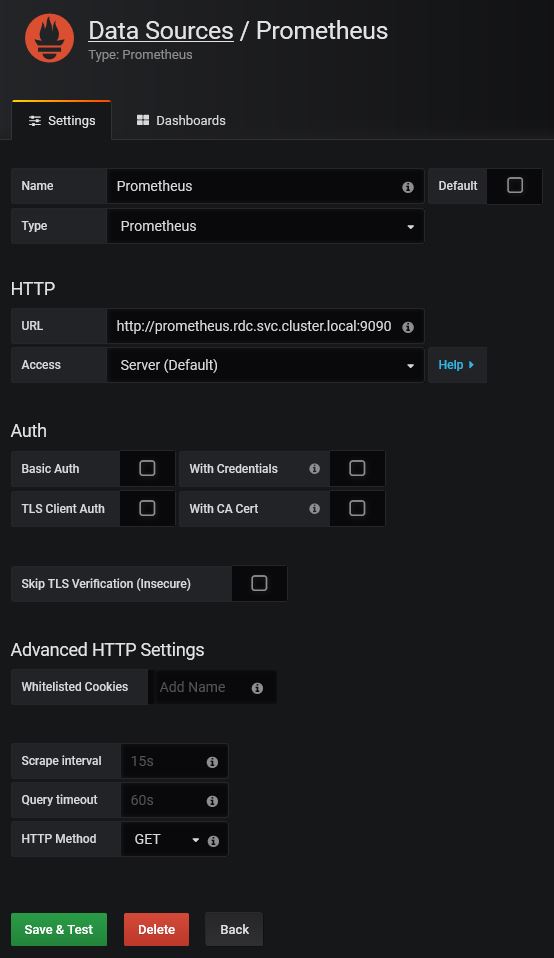 Data Sources / Prometheus
Type: Prometheus
Settings Dashboards
Name Prometheus Default
Type Prometheus
HTTP
URL http://prometheus.rdc.svc.cluster.local:9090
Access Server (Default) Help
Auth
Basic Auth With Credentials
TLS Client Auth With CA Cert
Skip TLS Verification (Insecure)
Advanced HTTP Settings
Whitelisted Cookies Add Name
Scrape interval 15s
Query timeout 60s
HTTP Method GET
Save & Test Delete Back